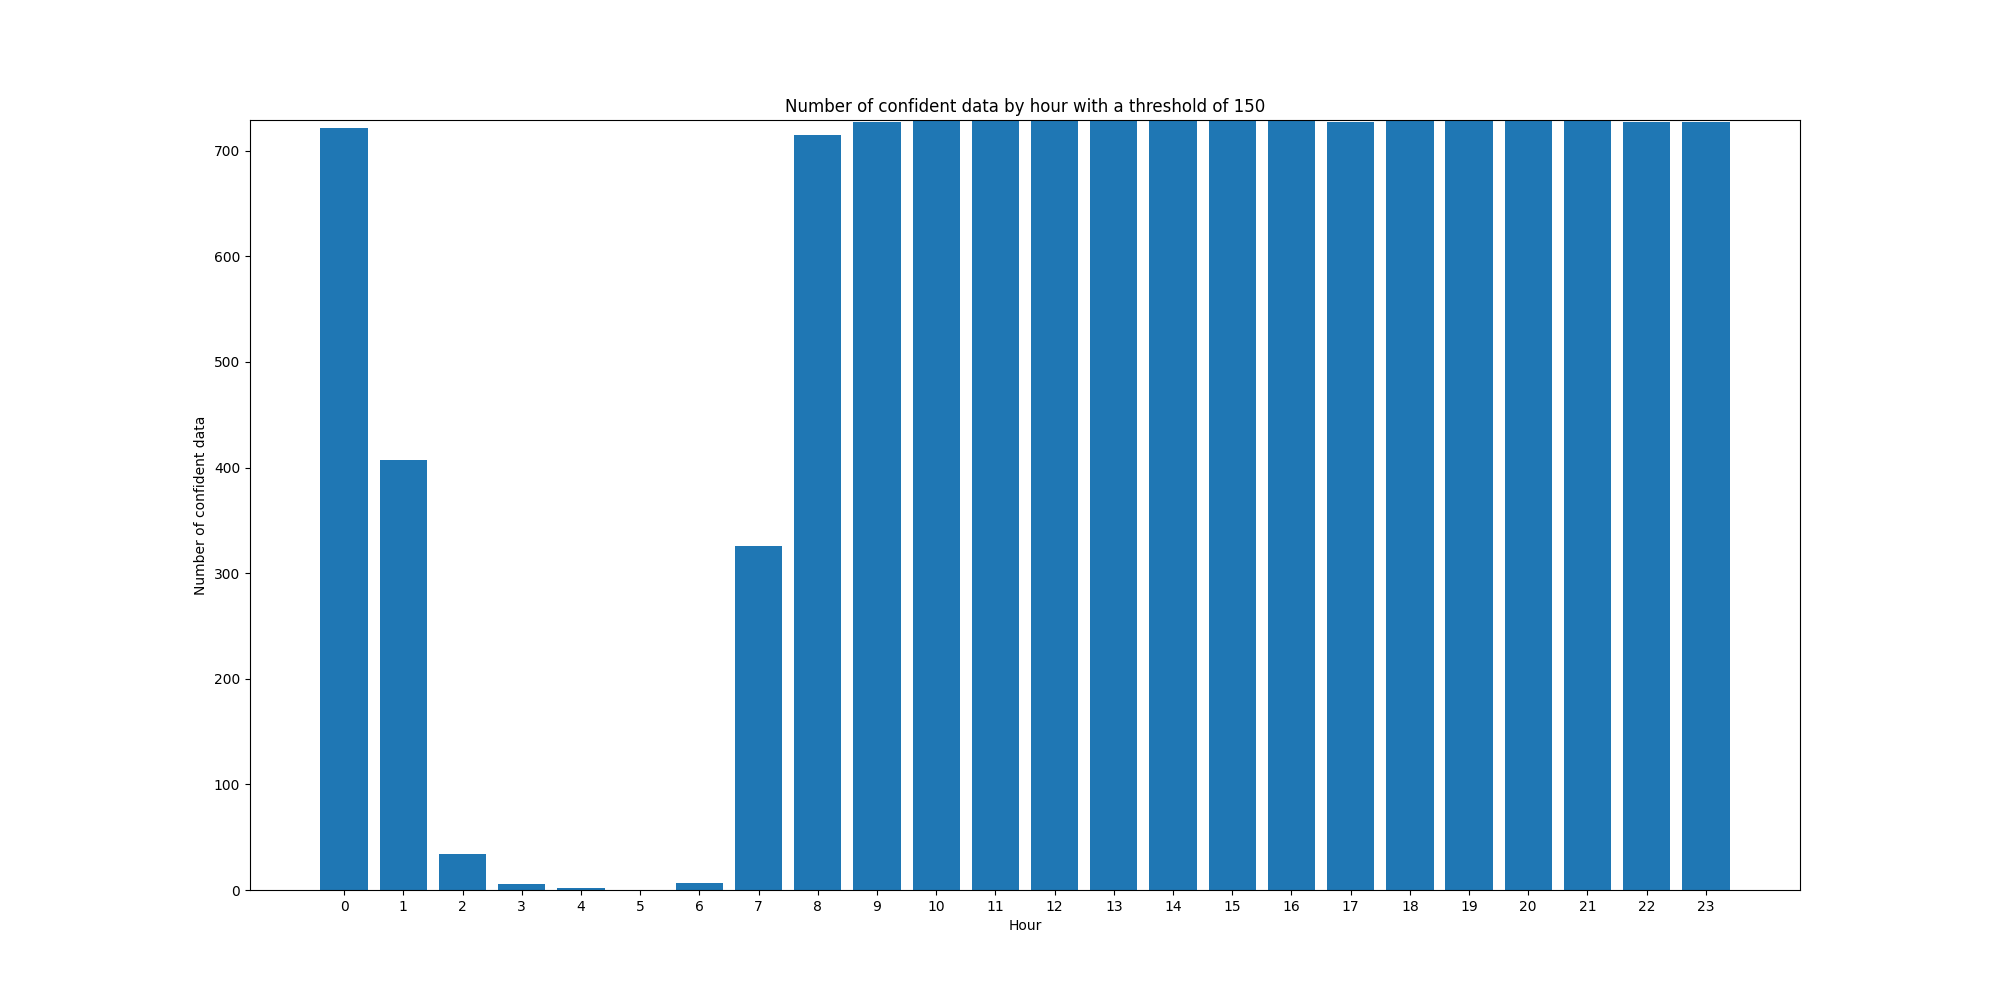 Number of confident data by hour with a threshold of 150
700
600
500
400
300
200
100
0
Number of confident data
0 1 2 3 4 5 6 7 8 9 10 11 12 13 14 15 16 17 18 19 20 21 22 23
Hour